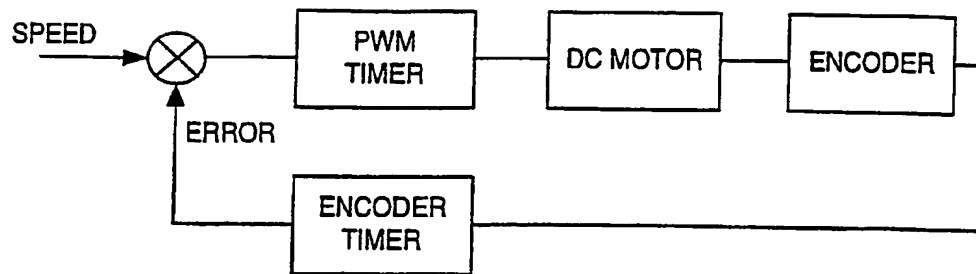 SPEED
PWM
TIMER
DC MOTOR
ENCODER
ERROR
ENCODER
TIMER